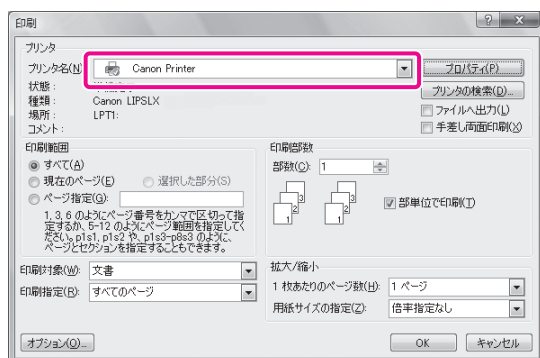 印刷
プリンタ
プリンタ名(N)
Canon Printer
プロパティ(P)
状態:
プリンタの検索(D)...
種類:
Canon LIPSLX
ファイルへ出力(L)
場所:
LPT1:
手差し両面印刷(X)
コメント:
印刷範囲
すべて(A)
現在のページ(E)
選択した部分(S)
ページ指定(G):
1, 3, 6 のようにページ番号をカンマで区切って指
定するか、5-12 のようにページ範囲を指定してく
ださい。p1s1, p1s2 や、p1s3-p8s3 のように、
ページとセクションを指定することもできます。
印刷部数
部数(C):
1
1
2
3
1
2
3
部単位で印刷(T)
印刷対象(W):
文書
印刷指定(R):
すべてのページ
拡大/縮小
1 枚あたりのページ数(H):
1 ページ
用紙サイズの指定(Z):
倍率指定なし
オプション(O)...
OK
キャンセル